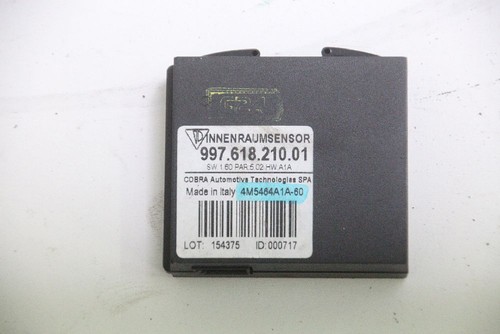 INNENRAUMSENSOR
997.618.210.01
SW:1.60 PAR:5.02 HW:A1A
COBRA Automotive Technologies SPA
Made in Italy 4M5464A1A-60
LOT: 154375 ID:000717